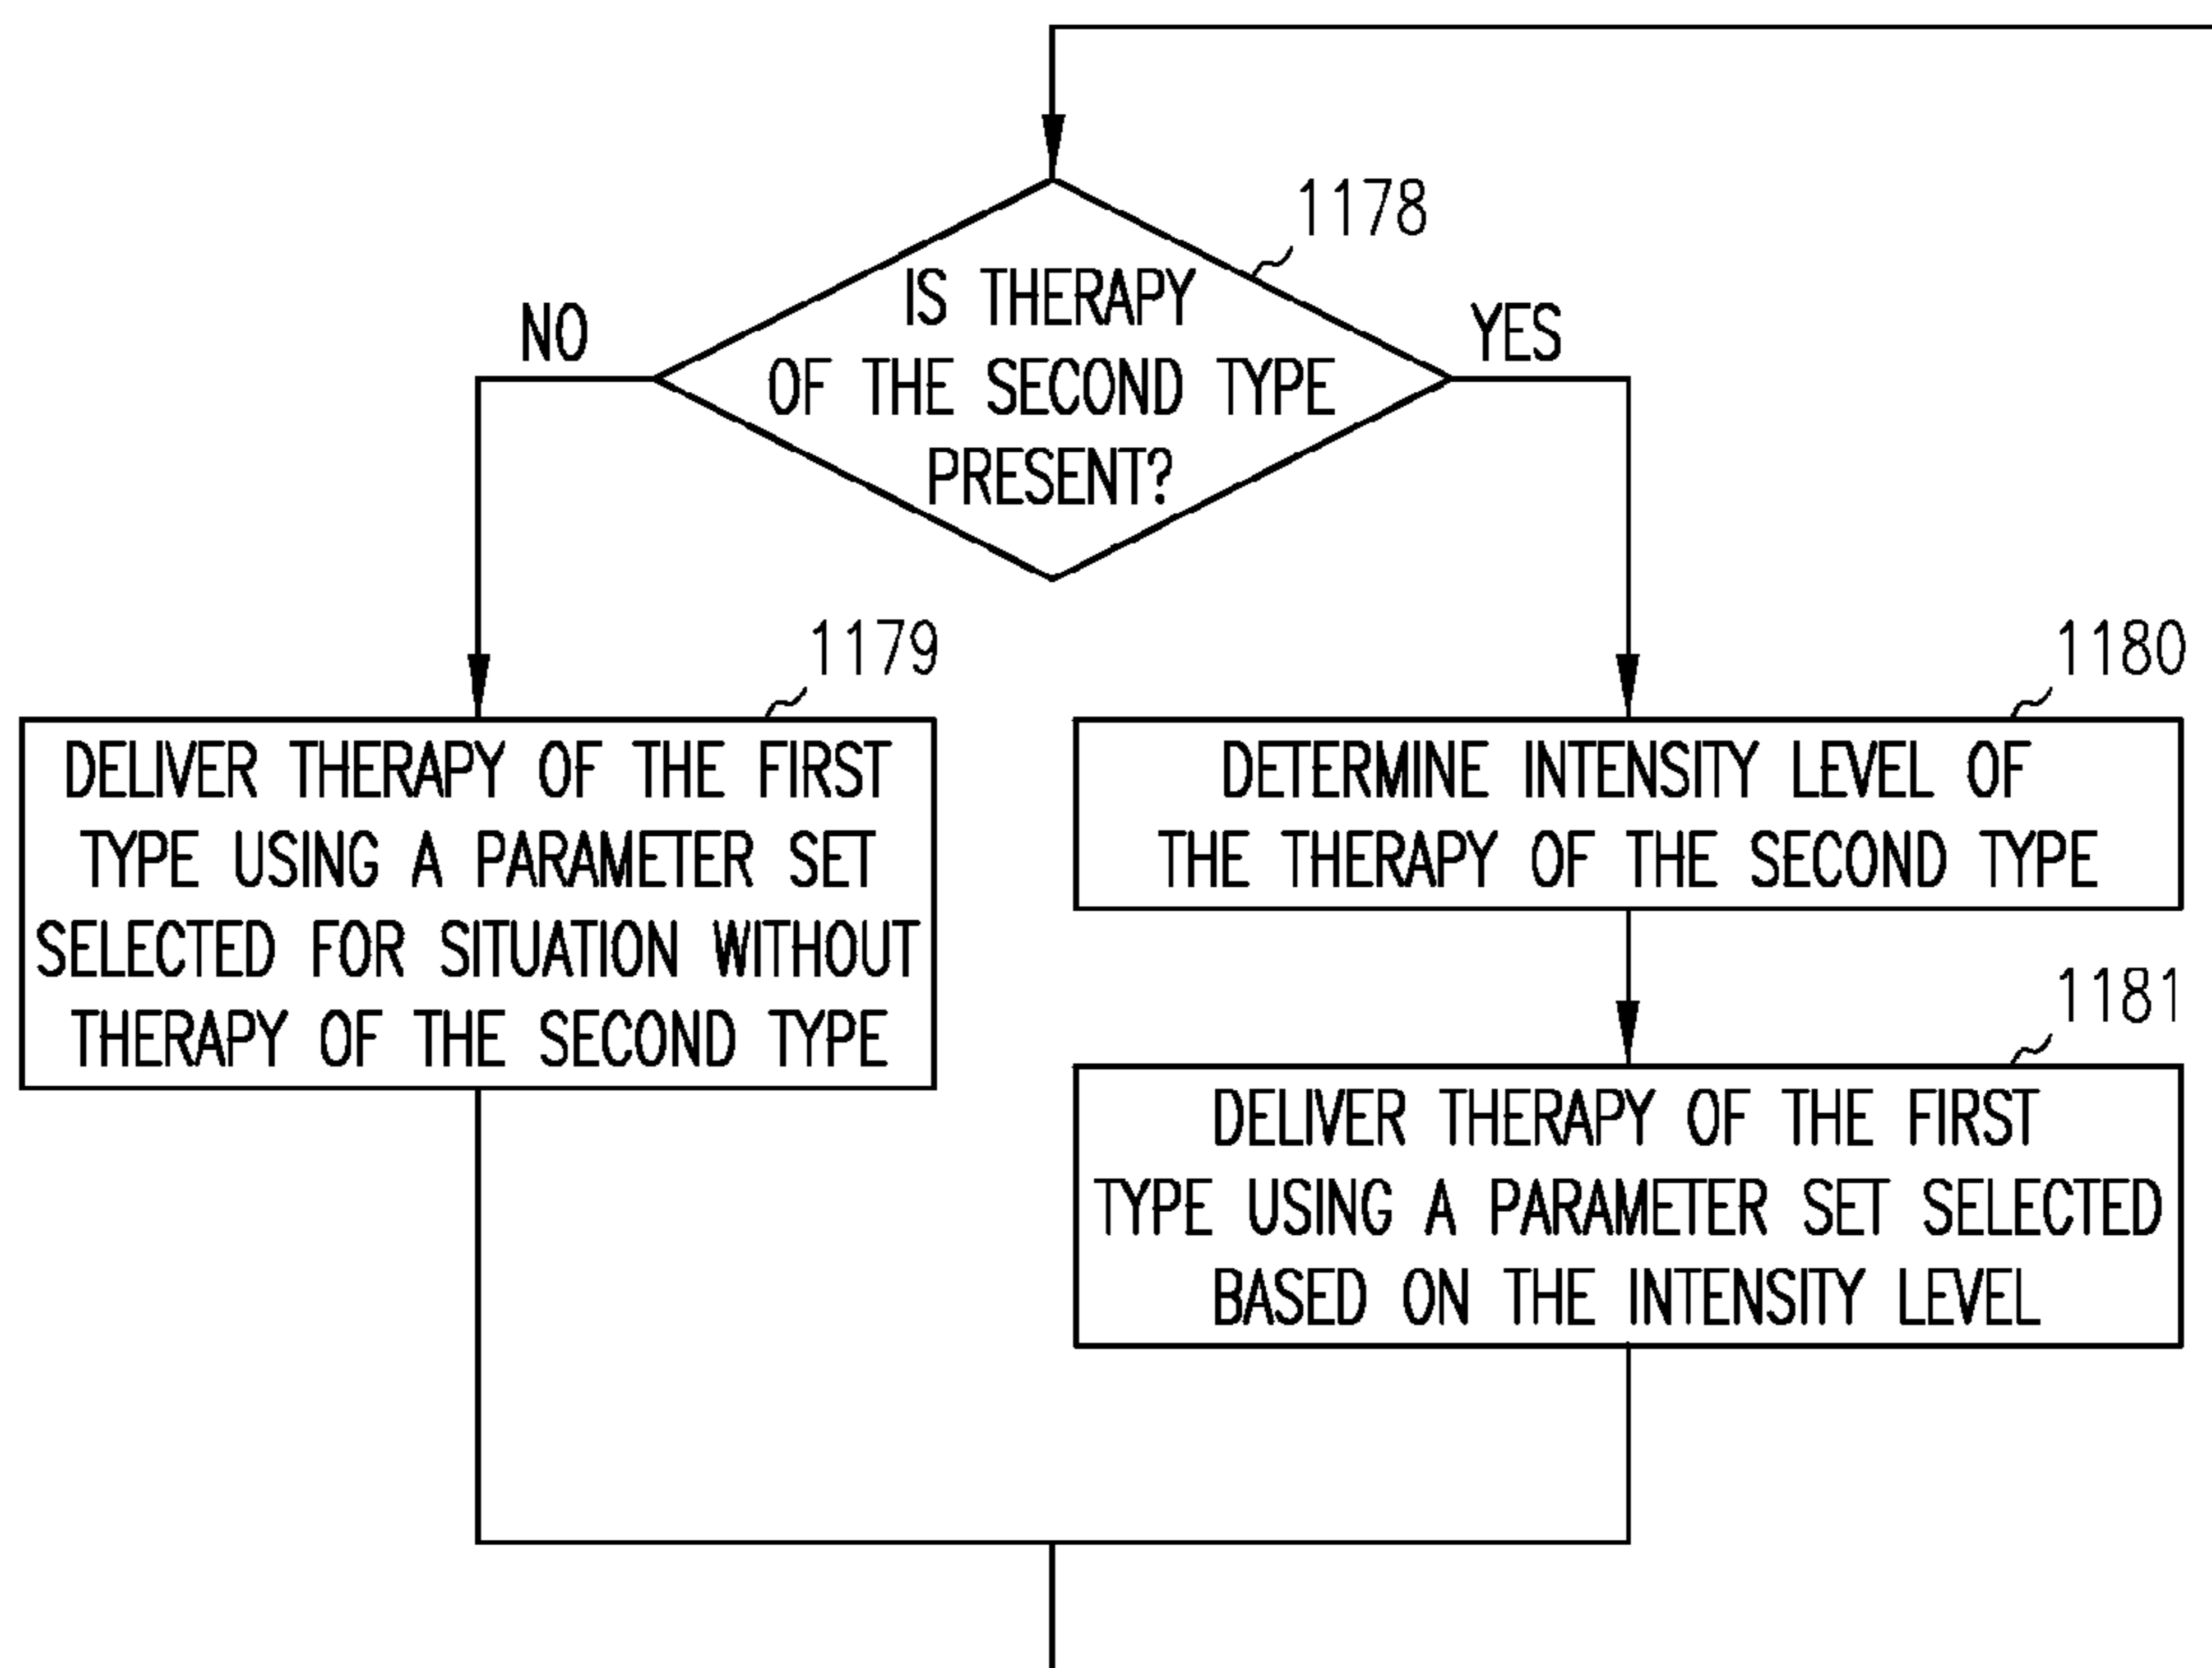 1178
IS THERAPY
OF THE SECOND TYPE
PRESENT?
NO
YES
1179
DELIVER THERAPY OF THE FIRST
TYPE USING A PARAMETER SET
SELECTED FOR SITUATION WITHOUT
THERAPY OF THE SECOND TYPE
1180
DETERMINE INTENSITY LEVEL OF
THE THERAPY OF THE SECOND TYPE
1181
DELIVER THERAPY OF THE FIRST
TYPE USING A PARAMETER SET SELECTED
BASED ON THE INTENSITY LEVEL